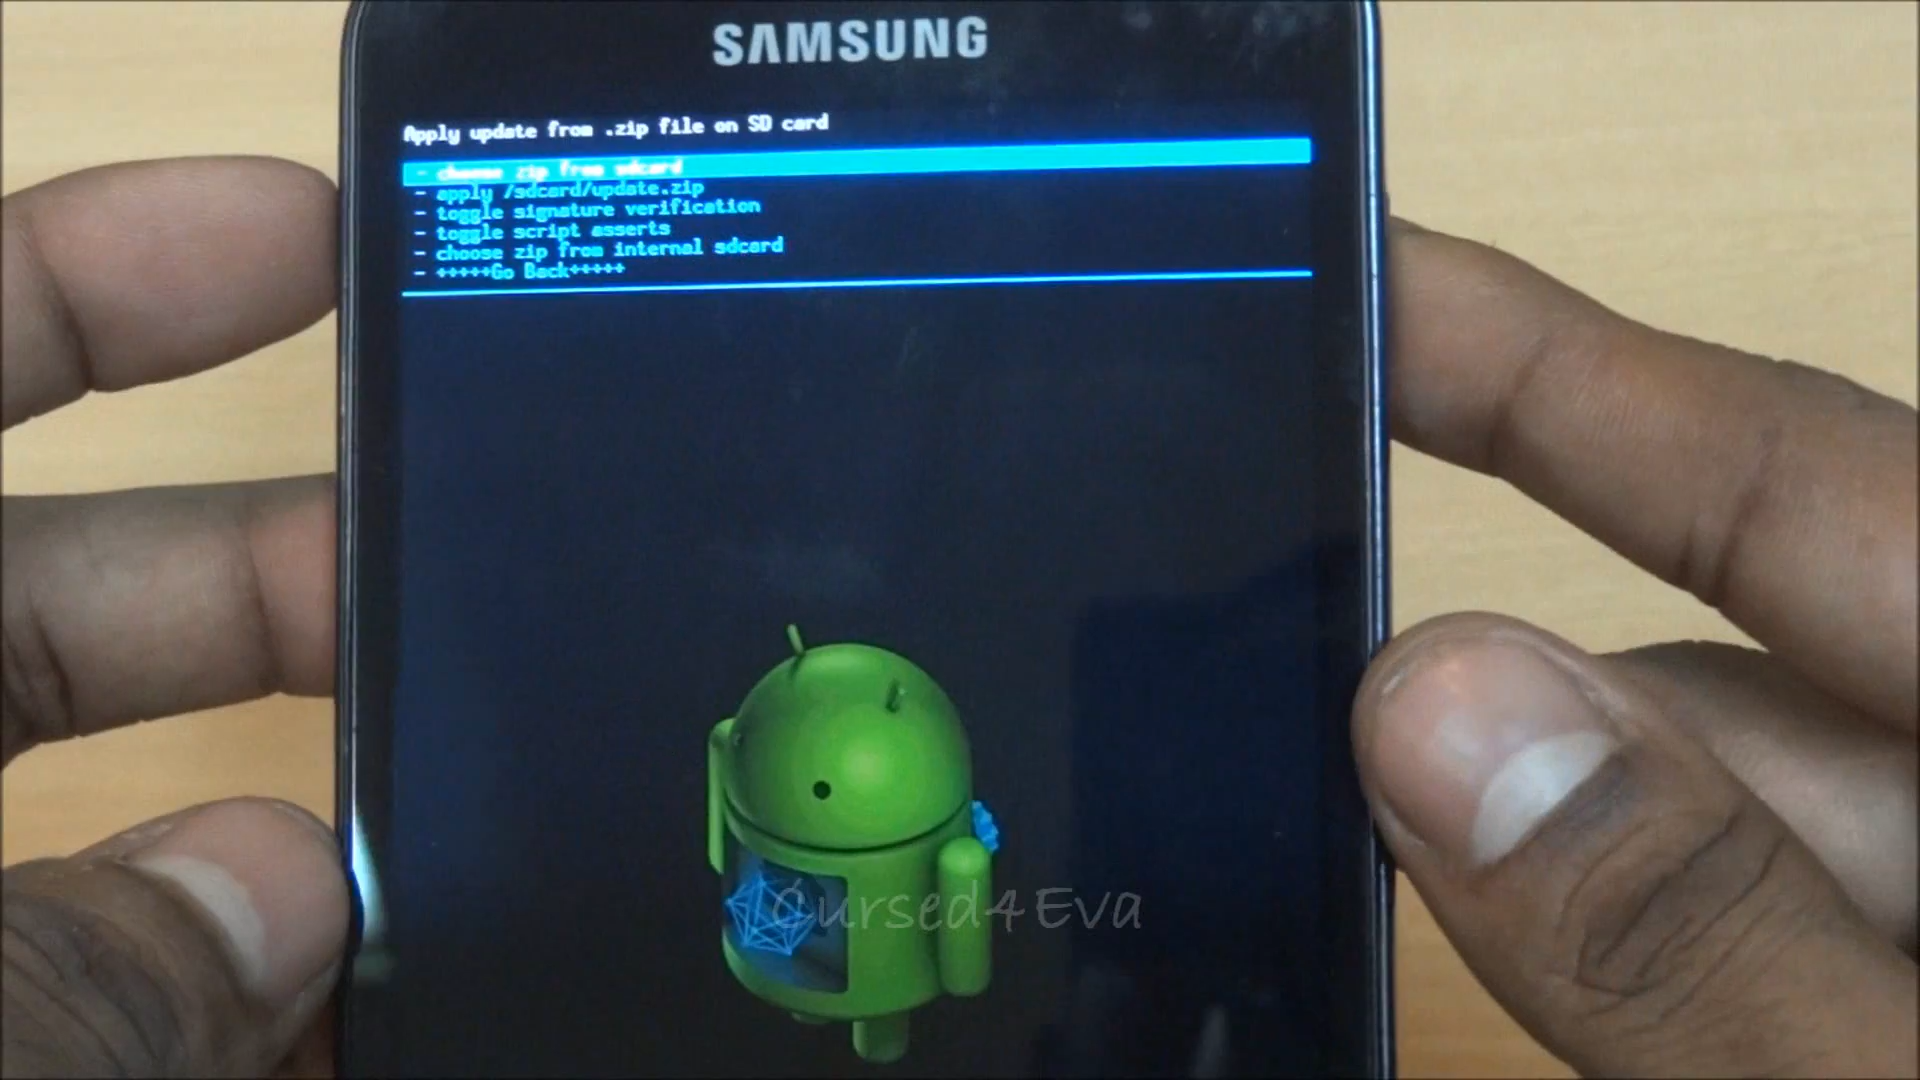 SAMSUNG
Apply update from .zip file on SD card
- choose zip from sdcard
- apply /sdcard/update.zip
- toggle signature verification
- toggle script asserts
- choose zip from internal sdcard
- +++++Go Back+++++
Cursed4Eva